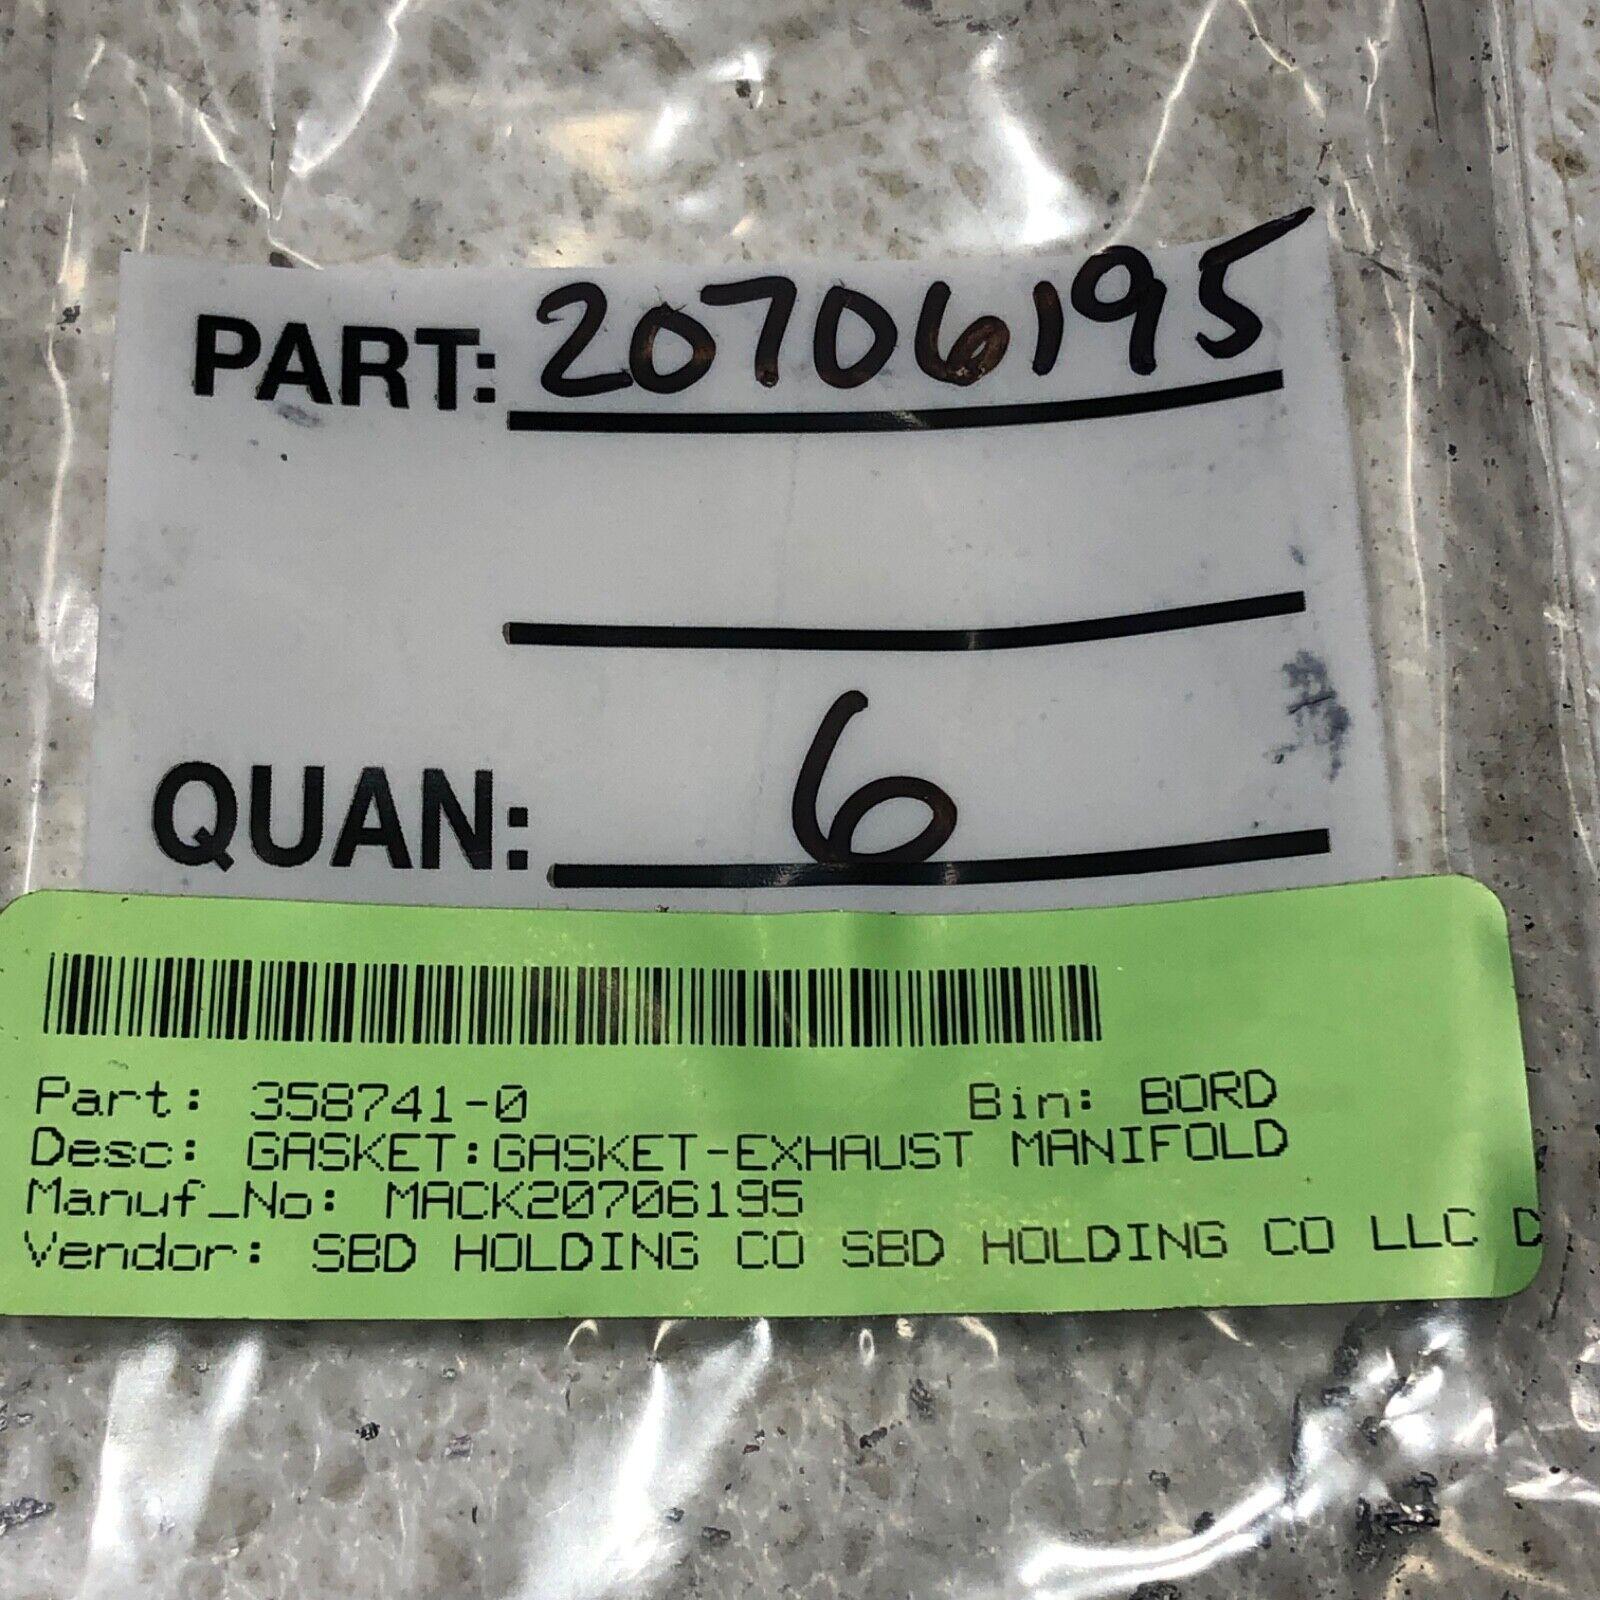 PART: 20706195
QUAN: 6
Part: 358741-0 Bin: BORD
Desc: GASKET:GASKET-EXHAUST MANIFOLD
Manuf_No: MACK20706195
Vendor: SBD HOLDING CO SBD HOLDING CO LLC D